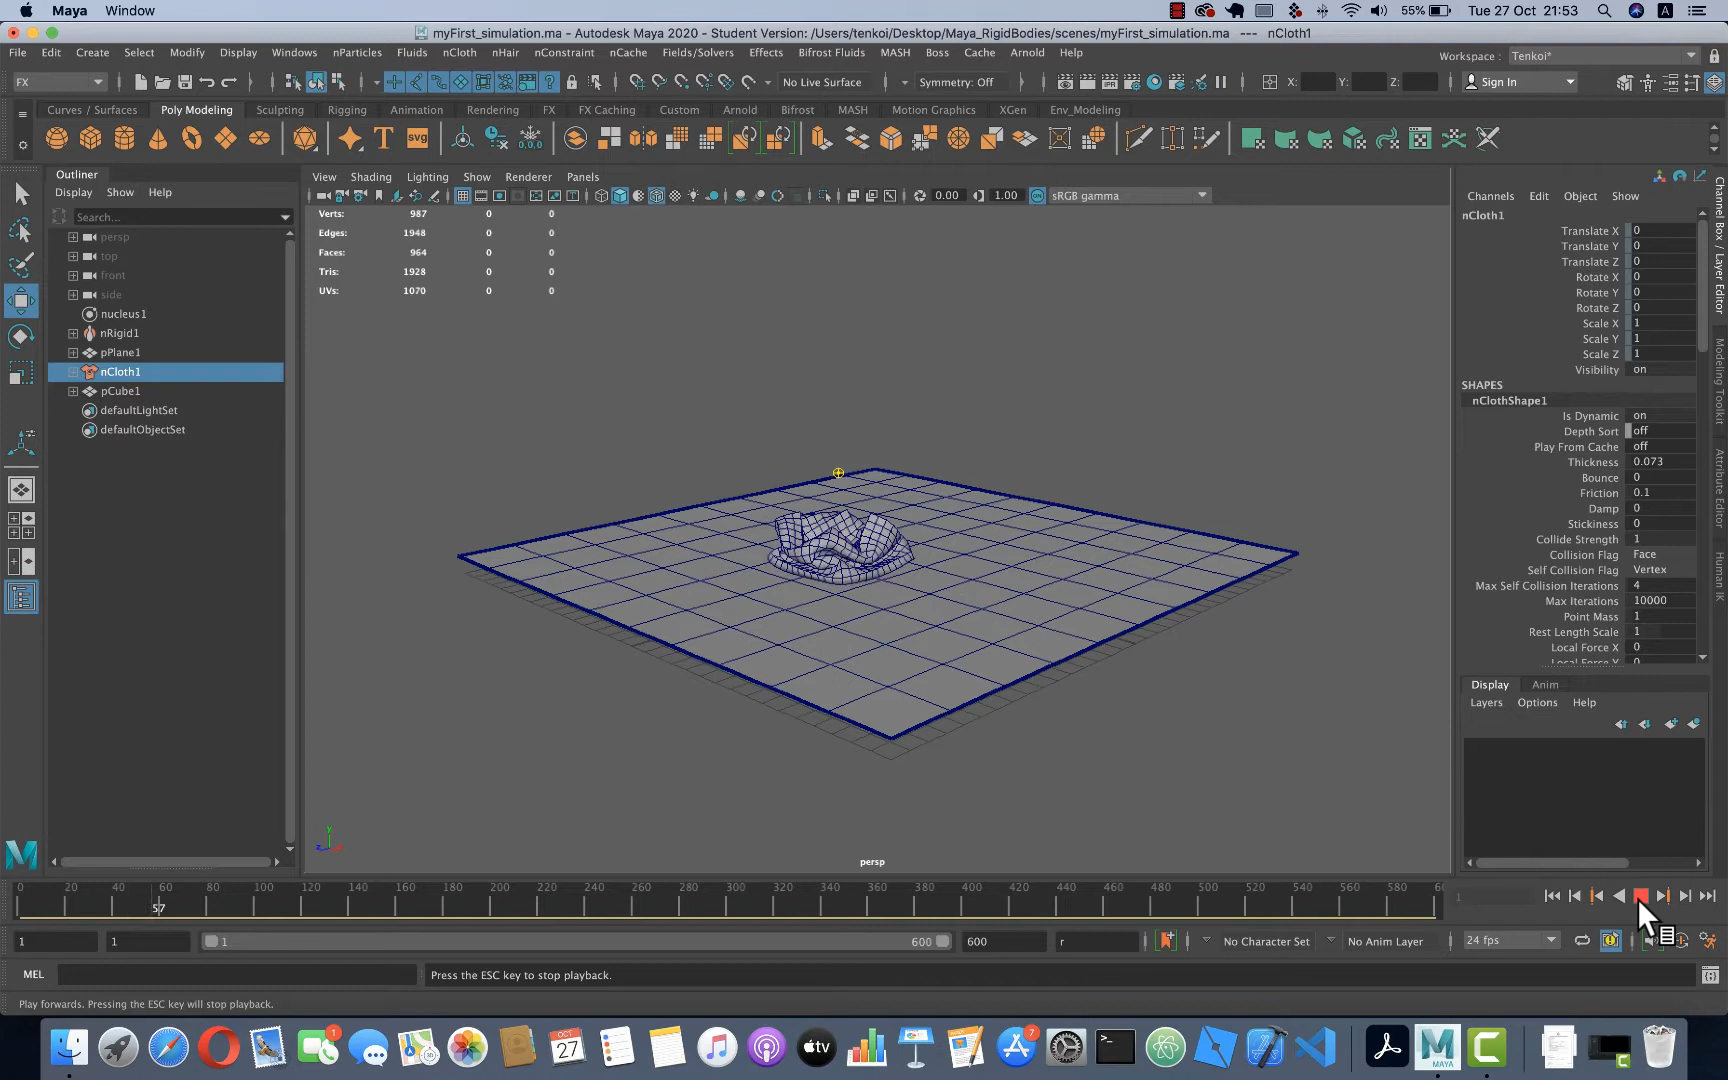 Maya Window 55% Tue 27 Oct 21:53
myFirst_simulation.ma - Autodesk Maya 2020 - Student Version: /Users/tenkoi/Desktop/Maya_RigidBodies/scenes/myFirst_simulation.ma --- nCloth1
File Edit Create Select Modify Display Windows nParticles Fluids nCloth nHair nConstraint nCache Fields/Solvers Effects Bifrost Fluids MASH Boss Cache Arnold Help Workspace : Tenkoi*
FX No Live Surface Symmetry: Off X: Y: Z: Sign In
Curves / Surfaces Poly Modeling Sculpting Rigging Animation Rendering FX FX Caching Custom Arnold Bifrost MASH Motion Graphics XGen Env_Modeling
T svg 0,0,0
Outliner
Display Show Help
Search...
persp
top
front
side
nucleus1
nRigid1
pPlane1
nCloth1
pCube1
defaultLightSet
defaultObjectSet
View Shading Lighting Show Renderer Panels
0.00 1.00 sRGB gamma
Verts: 987 0 0
Edges: 1948 0 0
Faces: 964 0 0
Tris: 1928 0 0
UVs: 1070 0 0
y
z
persp
Channels Edit Object Show
nCloth1
Translate X 0
Translate Y 0
Translate Z 0
Rotate X 0
Rotate Y 0
Rotate Z 0
Scale X 1
Scale Y 1
Scale Z 1
Visibility on
SHAPES
nClothShape1
Is Dynamic on
Depth Sort off
Play From Cache off
Thickness 0.073
Bounce 0
Friction 0.1
Damp 0
Stickiness 0
Collide Strength 1
Collision Flag Face
Self Collision Flag Vertex
Max Self Collision Iterations 4
Max Iterations 10000
Point Mass 1
Rest Length Scale 1
Local Force X 0
Local Force Y 0
Display Anim
Layers Options Help
Channel Box / Layer Editor
Modeling Toolkit
Attribute Editor
Human IK
0 20 40 60 80 100 120 140 160 180 200 220 240 260 280 300 320 340 360 380 400 420 440 460 480 500 520 540 560 580 60
57
1
1 1 1 600 600 r No Character Set No Anim Layer 24 fps
MEL Press the ESC key to stop playback.
Play forwards. Pressing the ESC key will stop playback.
1 OCT 27 tv 7 >_ MAYA C